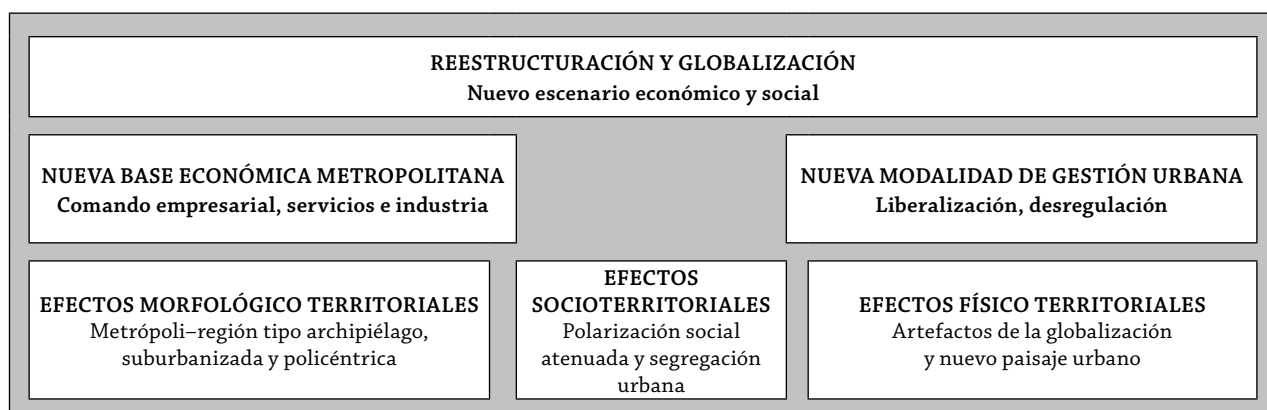 REESTRUCTURACIÓN Y GLOBALIZACIÓN
Nuevo escenario económico y social
NUEVA BASE ECONÓMICA METROPOLITANA
Comando empresarial, servicios e industria
NUEVA MODALIDAD DE GESTIÓN URBANA
Liberalización, desregulación
EFECTOS MORFOLÓGICO TERRITORIALES
Metrópoli–región tipo archipiélago,
suburbanizada y policéntrica
EFECTOS
SOCIOTERRITORIALES
Polarización social
atenuada y segregación
urbana
EFECTOS FÍSICO TERRITORIALES
Artefactos de la globalización
y nuevo paisaje urbano